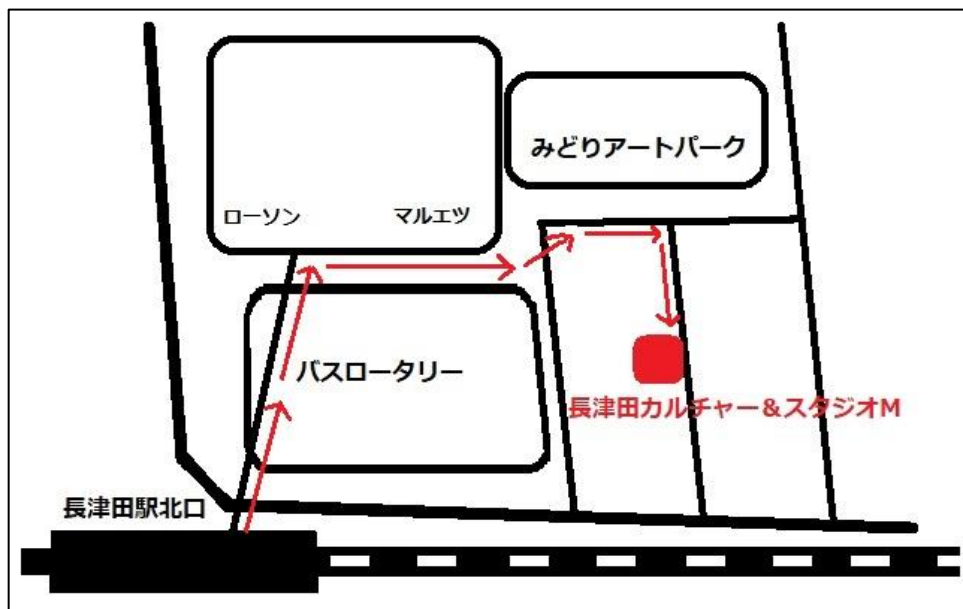 みどりアートパーク
ローソン
マルエツ
バスロータリー
長津田カルチャー＆スタジオM
長津田駅北口